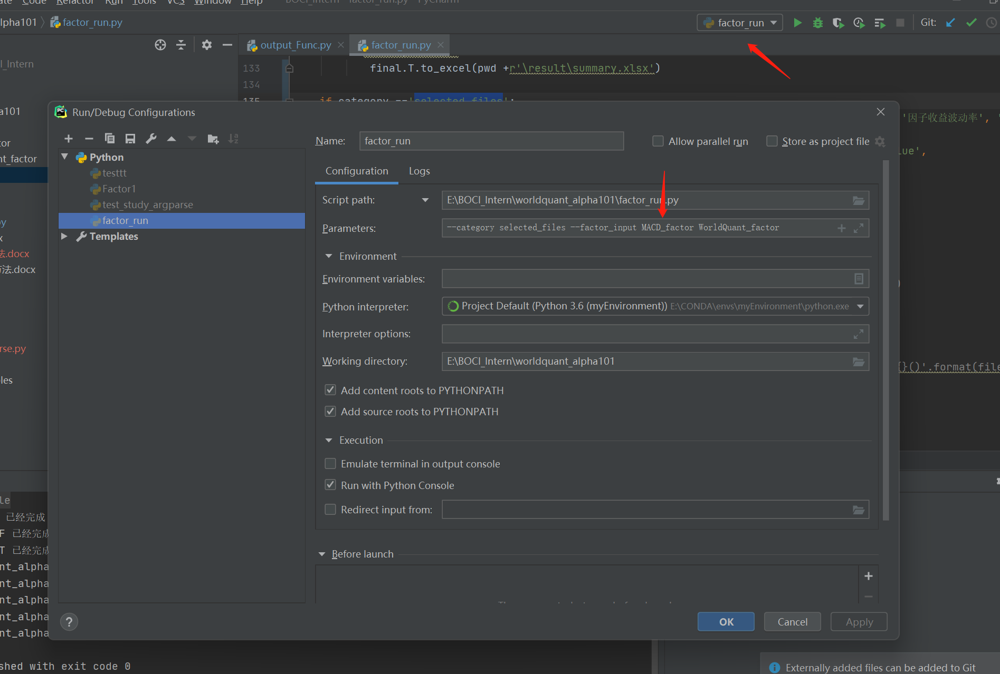 Code Refactor Run Tools VCS Window Help
lpha101 factor_run.py
factor_run
Git:
output_Func.py
factor_run.py
l_Intern
133 final.T.to_excel(pwd +r'\result\summary.xlsx')
134
135 if category =='selected_files':
a101
'因子收益波动率', '
tor
nt_factor
lue',
y
x
法.docx
方法.docx
rse.py
les
{}()'.format(file
)
Run/Debug Configurations
Python
testtt
Factor1
test_study_argparse
factor_run
Templates
Name: factor_run
Allow parallel run
Store as project file
Configuration
Logs
Script path: E:\BOCI_Intern\worldquant_alpha101\factor_run.py
Parameters: --category selected_files --factor_input MACD_factor WorldQuant_factor
Environment
Environment variables:
Python interpreter: Project Default (Python 3.6 (myEnvironment)) E:\CONDA\envs\myEnvironment\python.exe
Interpreter options:
Working directory: E:\BOCI_Intern\worldquant_alpha101
Add content roots to PYTHONPATH
Add source roots to PYTHONPATH
Execution
Emulate terminal in output console
Run with Python Console
Redirect input from:
Before launch
OK
Cancel
Apply
?
le
已经完成
F 已经完成
T 已经完成
nt_alpha
nt_alpha
nt_alpha
nt_alpha
nt_alpha
shed with exit code 0
Externally added files can be added to Git